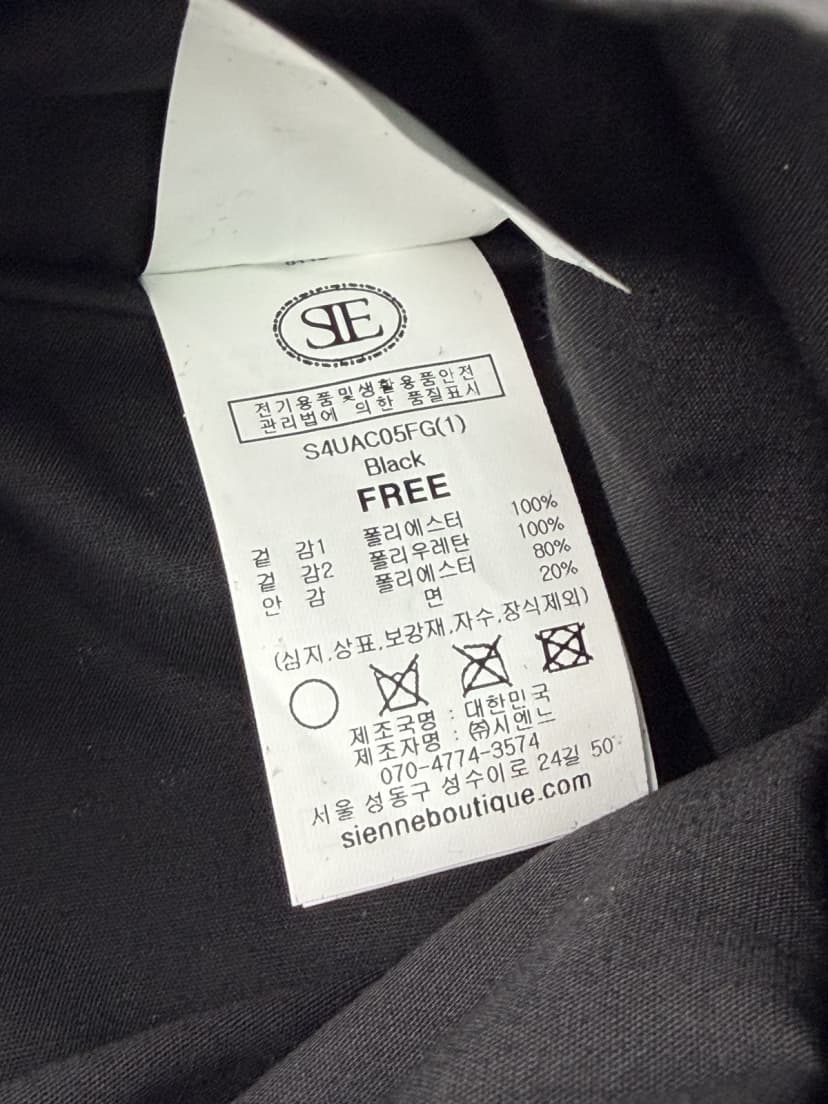 SIE
전기용품및생활용품안전
관리법에 의한 품질표시
S4UAC05FG(1)
Black
FREE
겉 감1 폴리에스터 100%
겉 감2 폴리우레탄 100%
안 감 폴리에스터 80%
면 20%
(심지,상표,보강재,자수,장식제외)
제조국명 : 대한민국
제조자명 : ㈜시엔느
070-4774-3574
서울 성동구 성수이로 24길 50
sienneboutique.com